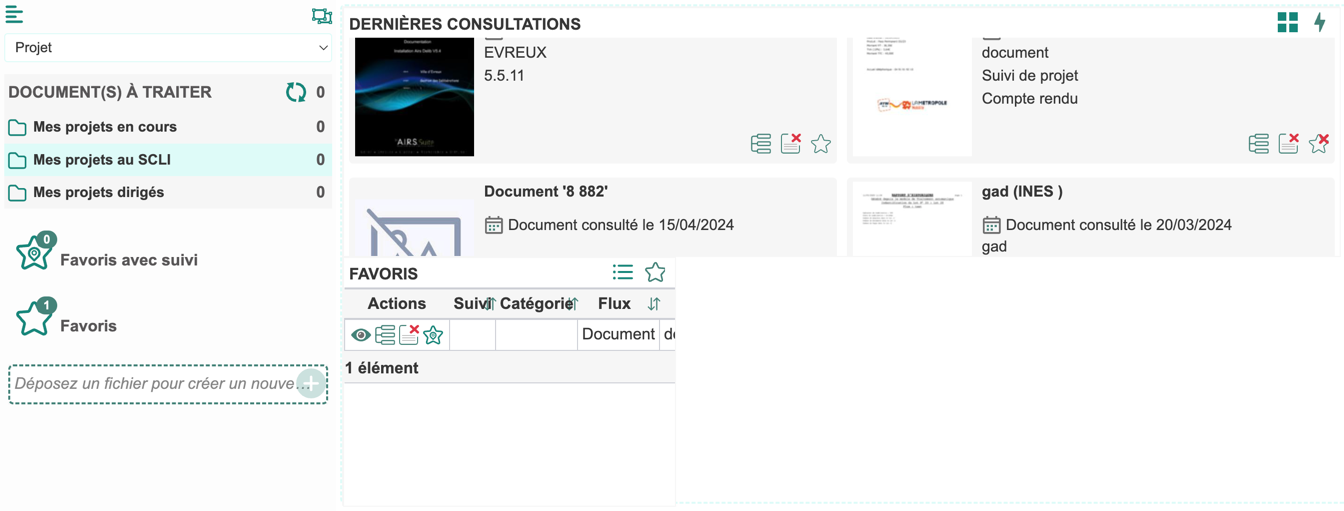 Projet
DOCUMENT(S) À TRAITER 0
Mes projets en cours 0
Mes projets au SCLI 0
Mes projets dirigés 0
0
Favoris avec suivi
1
Favoris
Déposez un fichier pour créer un nouve...
DERNIÈRES CONSULTATIONS
Documentation
EVREUX
5.5.11
document
Suivi de projet
Compte rendu
Document '8 882'
Document consulté le 15/04/2024
gad (INES )
Document consulté le 20/03/2024
gad
FAVORIS
Actions Suivi Catégorie Flux
Document
1 élément